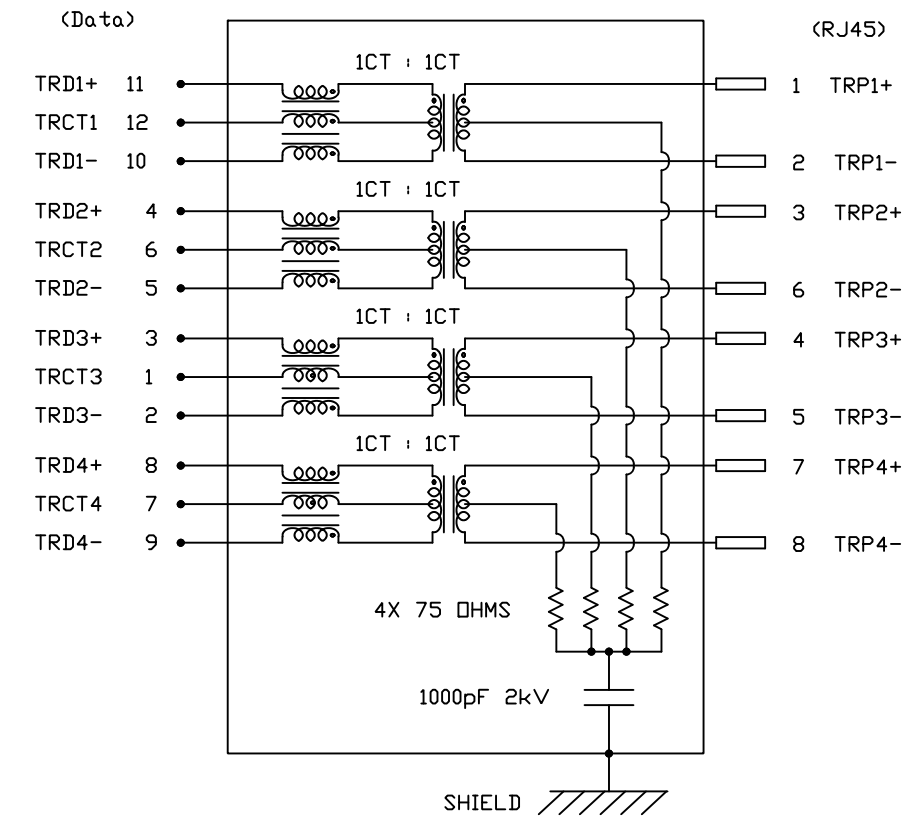 (Data)
(RJ45)
1CT : 1CT
TRD1+ 11
1 TRP1+
TRCT1 12
TRD1- 10
2 TRP1-
1CT : 1CT
TRD2+ 4
3 TRP2+
TRCT2 6
TRD2- 5
6 TRP2-
1CT : 1CT
TRD3+ 3
4 TRP3+
TRCT3 1
TRD3- 2
5 TRP3-
1CT : 1CT
TRD4+ 8
7 TRP4+
TRCT4 7
TRD4- 9
8 TRP4-
4X 75 OHMS
1000pF 2kV
SHIELD